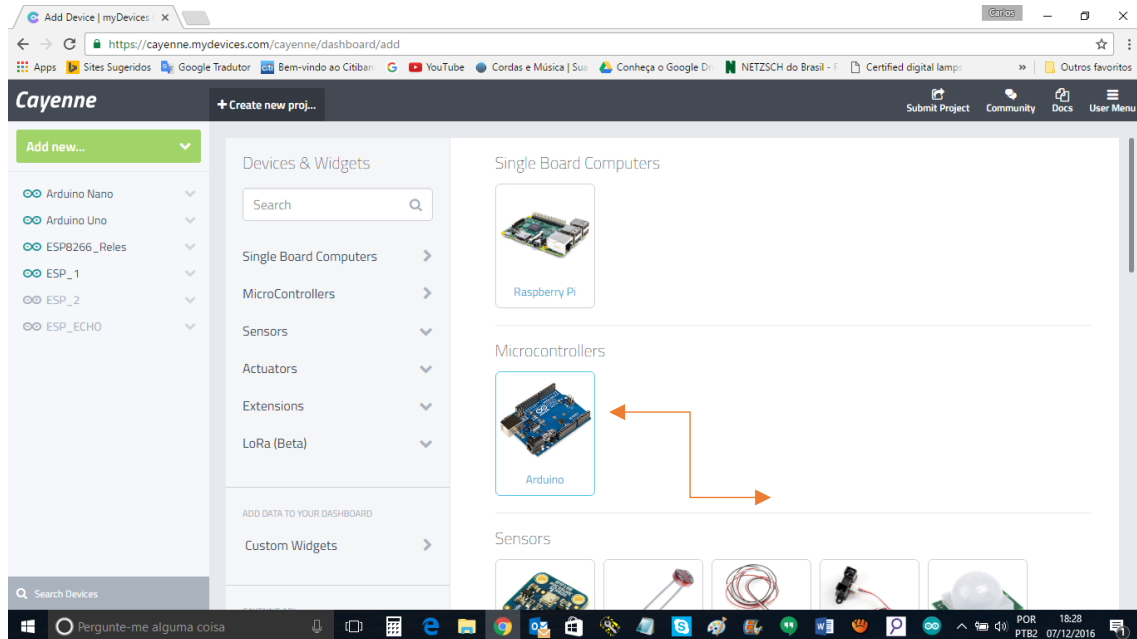 Add Device | myDevices
Carlos
https://cayenne.mydevices.com/cayenne/dashboard/add
Apps Sites Sugeridos Google Tradutor Bem-vindo ao Citiban YouTube Cordas e Música | Sua Conheça o Google Dr NETZSCH do Brasil - F Certified digital lamp » Outros favoritos
Cayenne
+ Create new proj...
Submit Project Community Docs User Menu
Add new...
Arduino Nano
Arduino Uno
ESP8266_Reles
ESP_1
ESP_2
ESP_ECHO
Search Devices
Devices & Widgets
Search
Single Board Computers
MicroControllers
Sensors
Actuators
Extensions
LoRa (Beta)
ADD DATA TO YOUR DASHBOARD
Custom Widgets
Single Board Computers
Raspberry Pi
Microcontrollers
Arduino
Sensors
Pergunte-me alguma coisa
POR
PTB2
18:28
07/12/2016